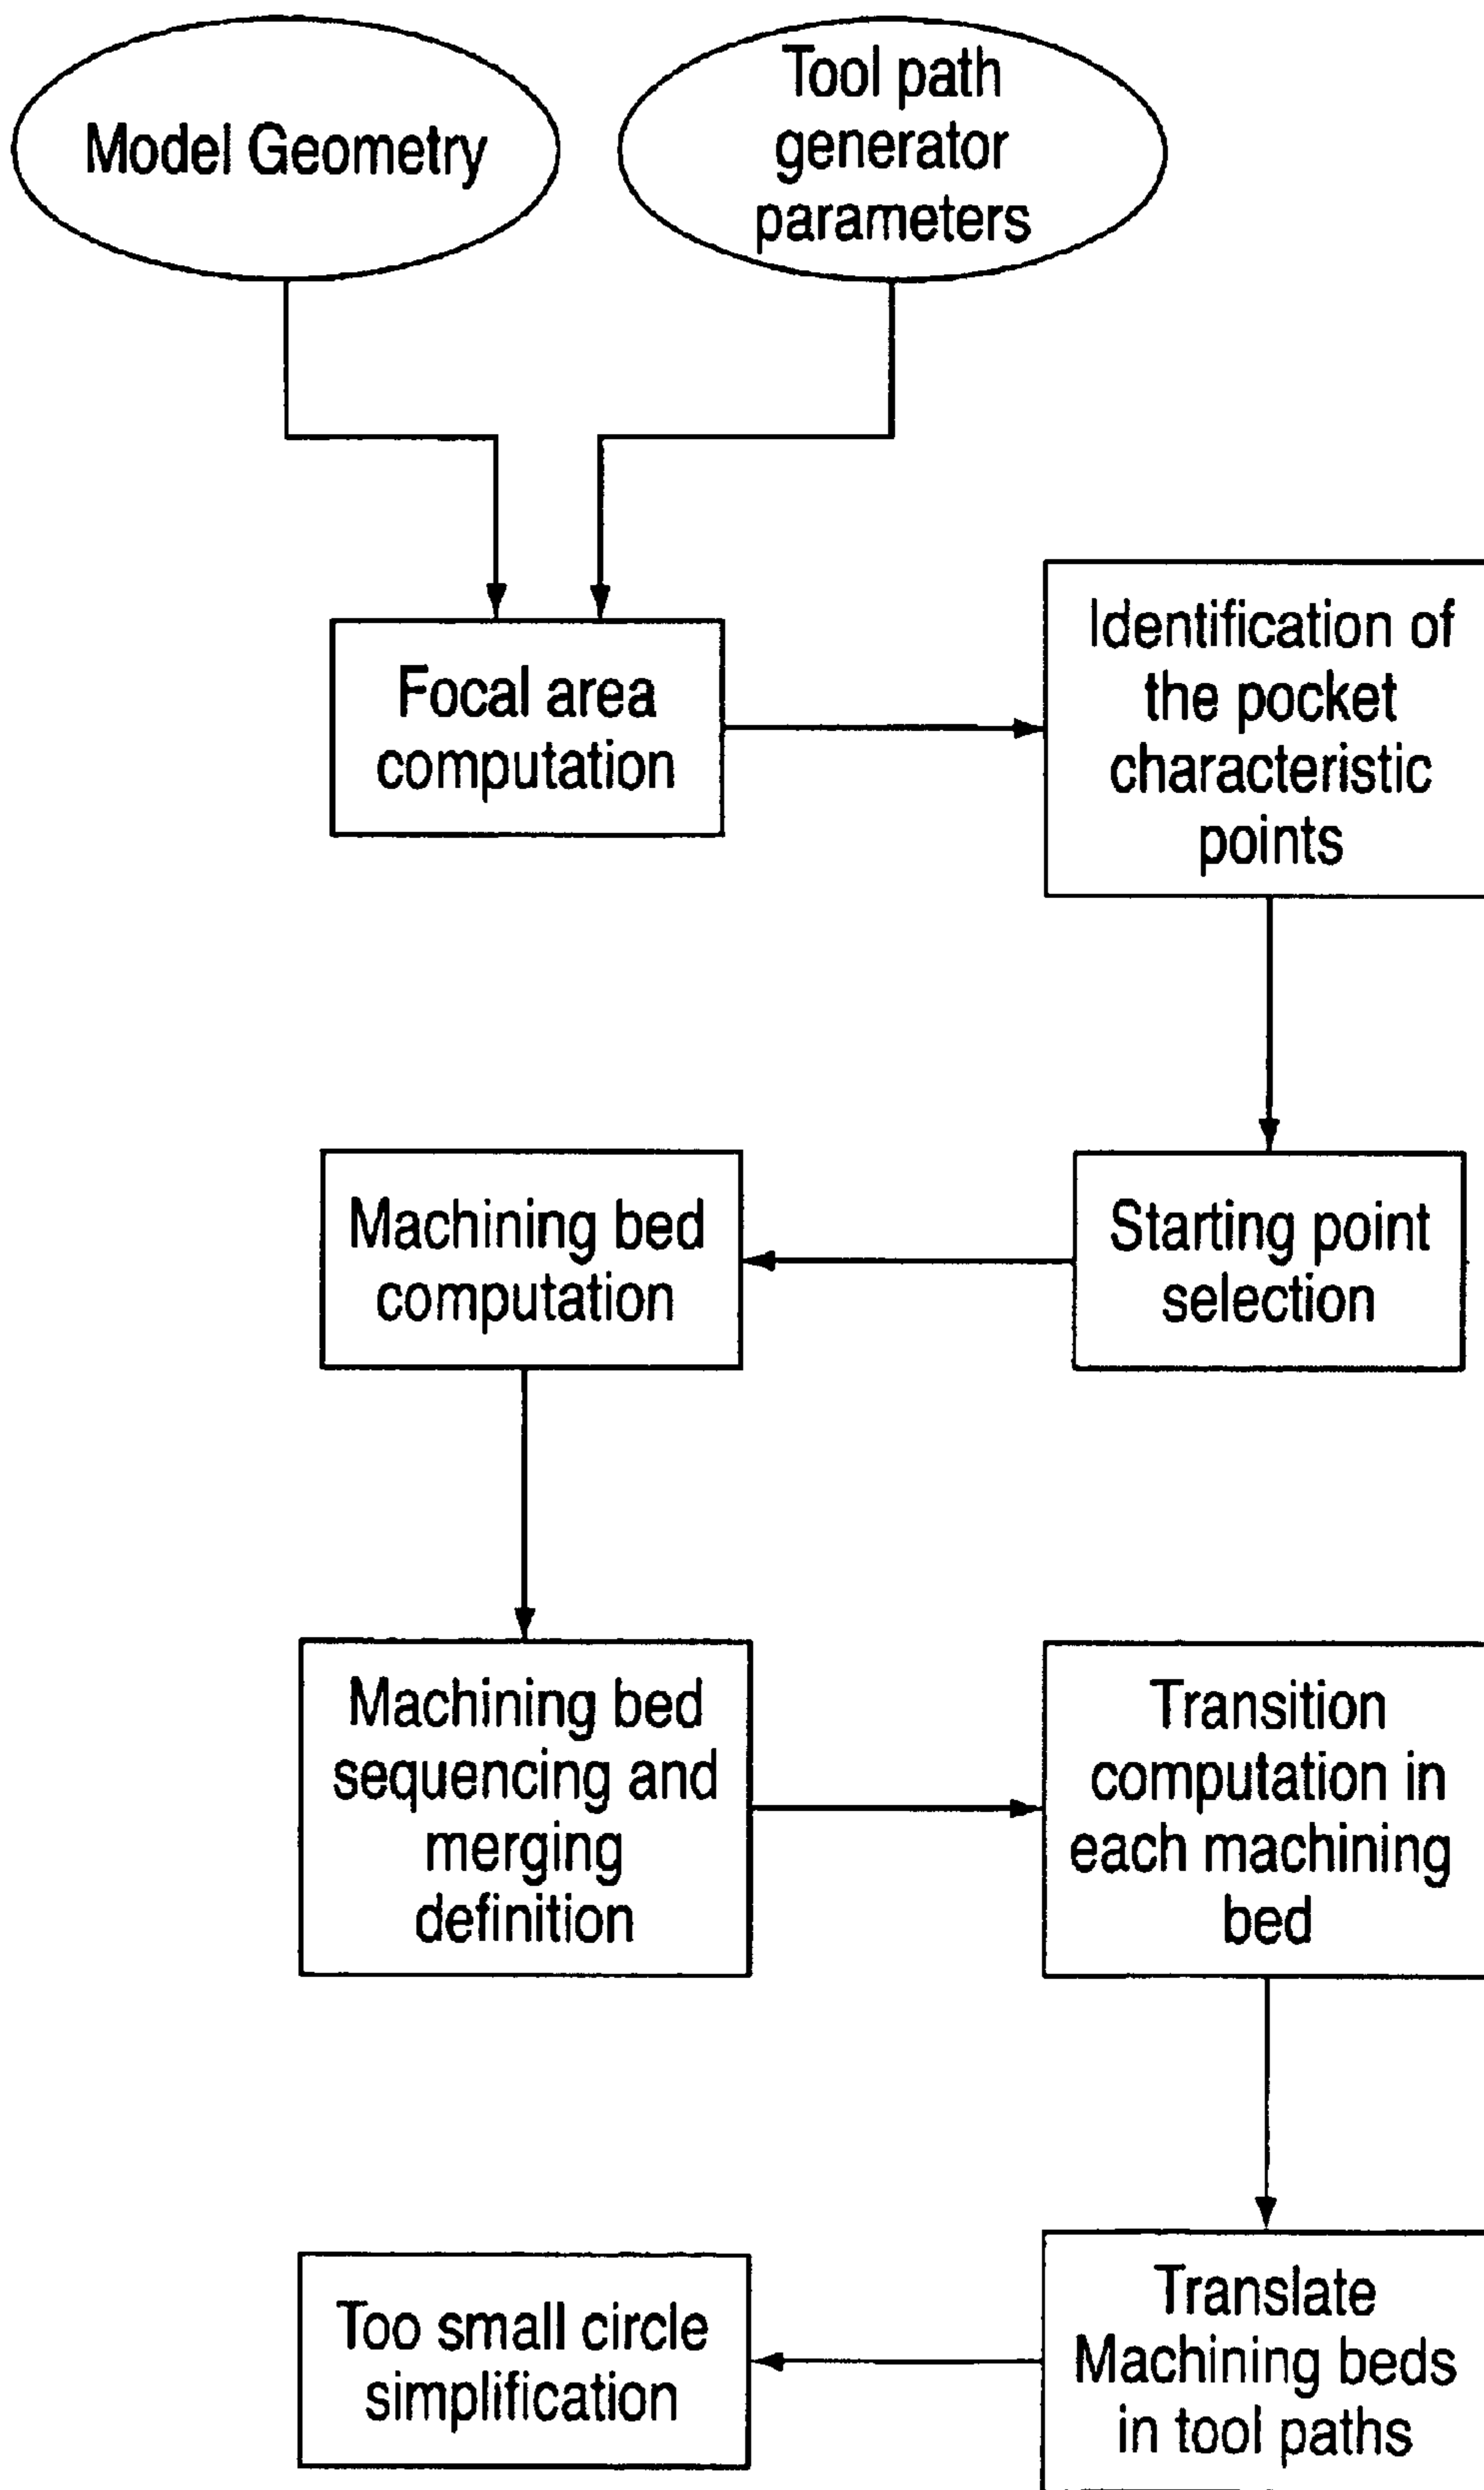 Model Geometry
Tool path
generator
parameters
Focal area
computation
Identification of
the pocket
characteristic
points
Starting point
selection
Machining bed
computation
Machining bed
sequencing and
merging
definition
Transition
computation in
each machining
bed
Translate
Machining beds
in tool paths
Too small circle
simplification